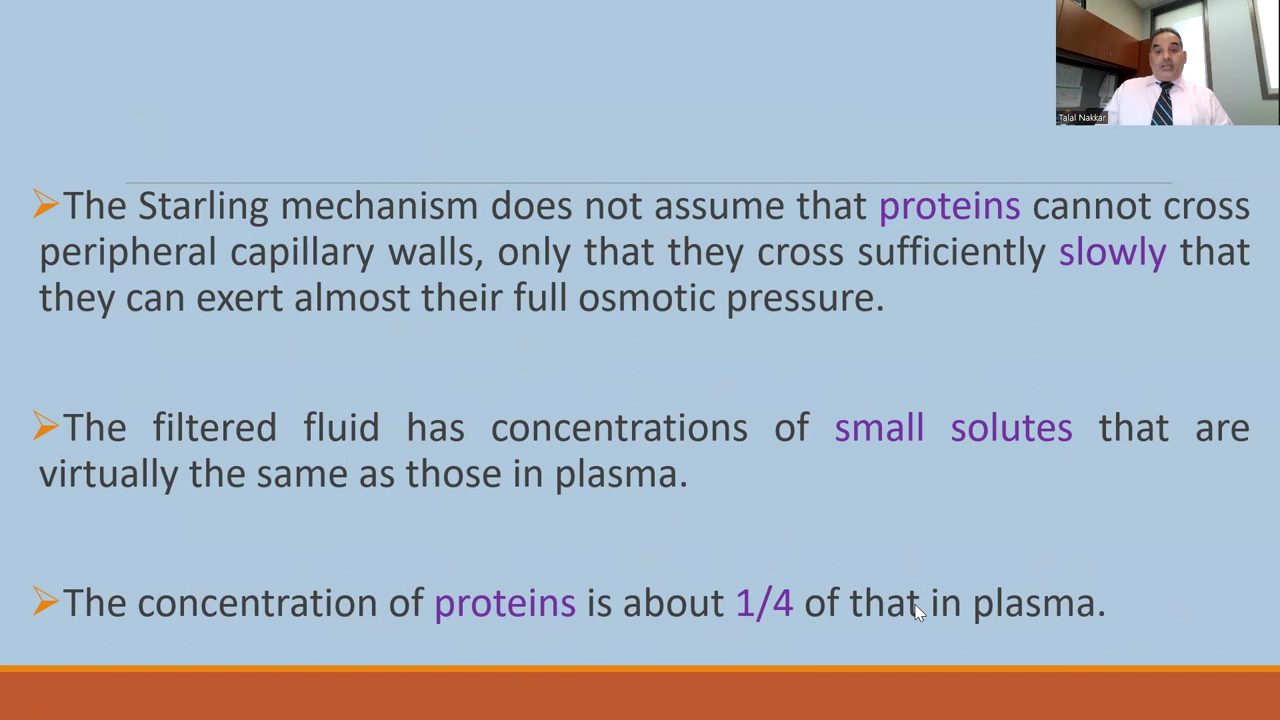 Talal Nakkar
The Starling mechanism does not assume that proteins cannot cross
peripheral capillary walls, only that they cross sufficiently slowly that
they can exert almost their full osmotic pressure.
The filtered fluid has concentrations of small solutes that are
virtually the same as those in plasma.
The concentration of proteins is about 1/4 of that in plasma.